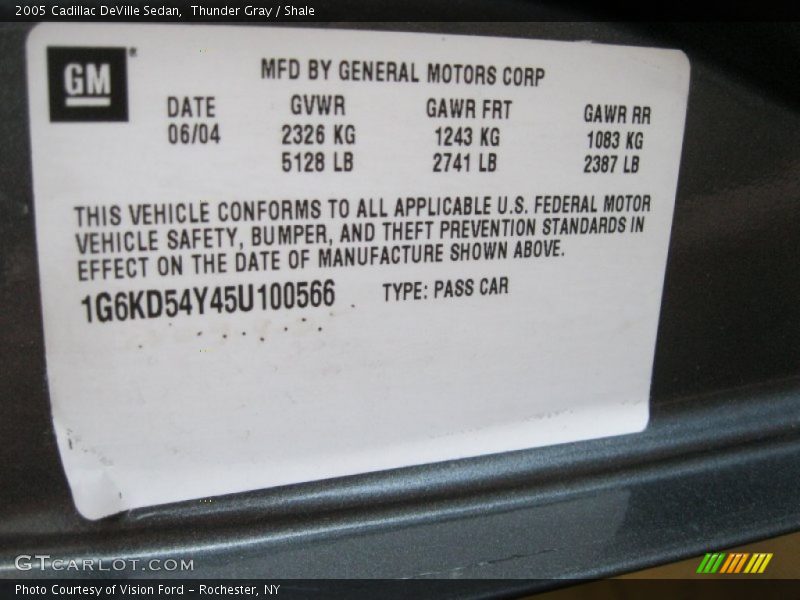 2005 Cadillac DeVille Sedan, Thunder Gray / Shale
GM
MFD BY GENERAL MOTORS CORP
DATE GVWR GAWR FRT GAWR RR
06/04 2326 KG 1243 KG 1083 KG
5128 LB 2741 LB 2387 LB
THIS VEHICLE CONFORMS TO ALL APPLICABLE U.S. FEDERAL MOTOR
VEHICLE SAFETY, BUMPER, AND THEFT PREVENTION STANDARDS IN
EFFECT ON THE DATE OF MANUFACTURE SHOWN ABOVE.
1G6KD54Y45U100566 TYPE: PASS CAR
GTCARLOT.COM
Photo Courtesy of Vision Ford - Rochester, NY